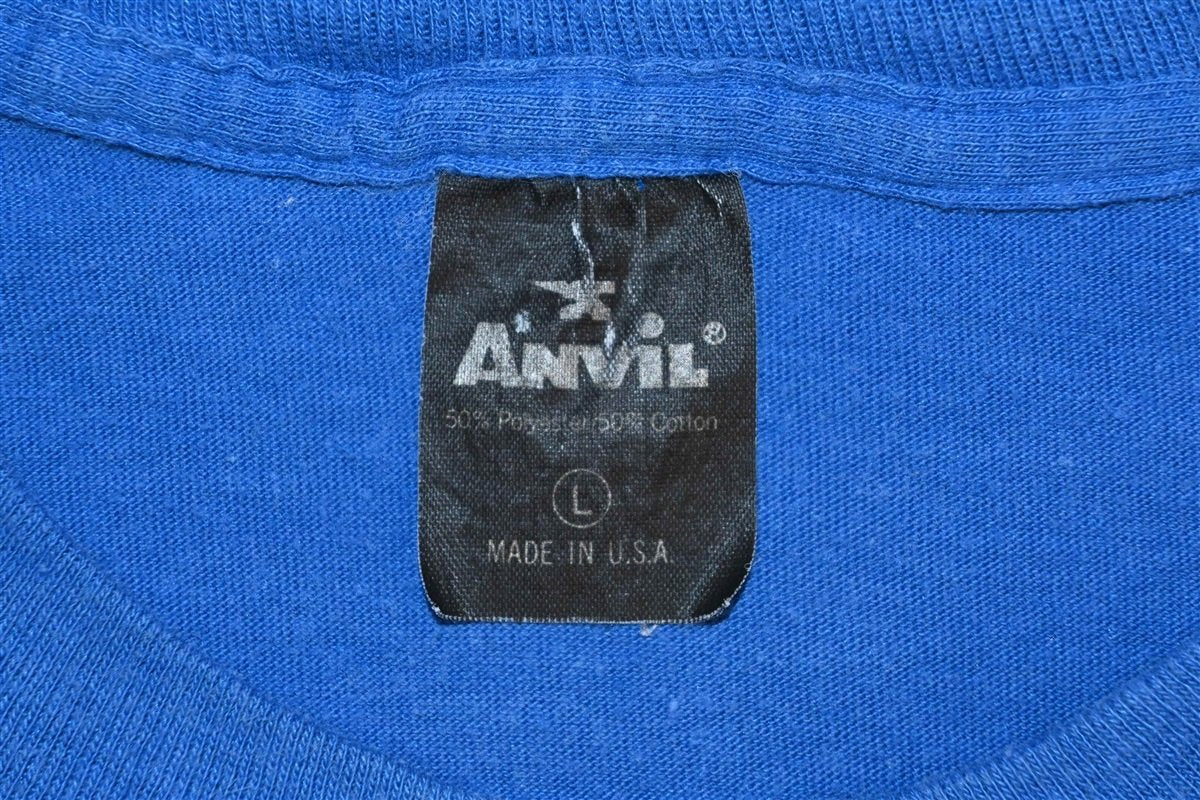 ANViL®
50% Polyester/50% Cotton
L
MADE IN U.S.A.